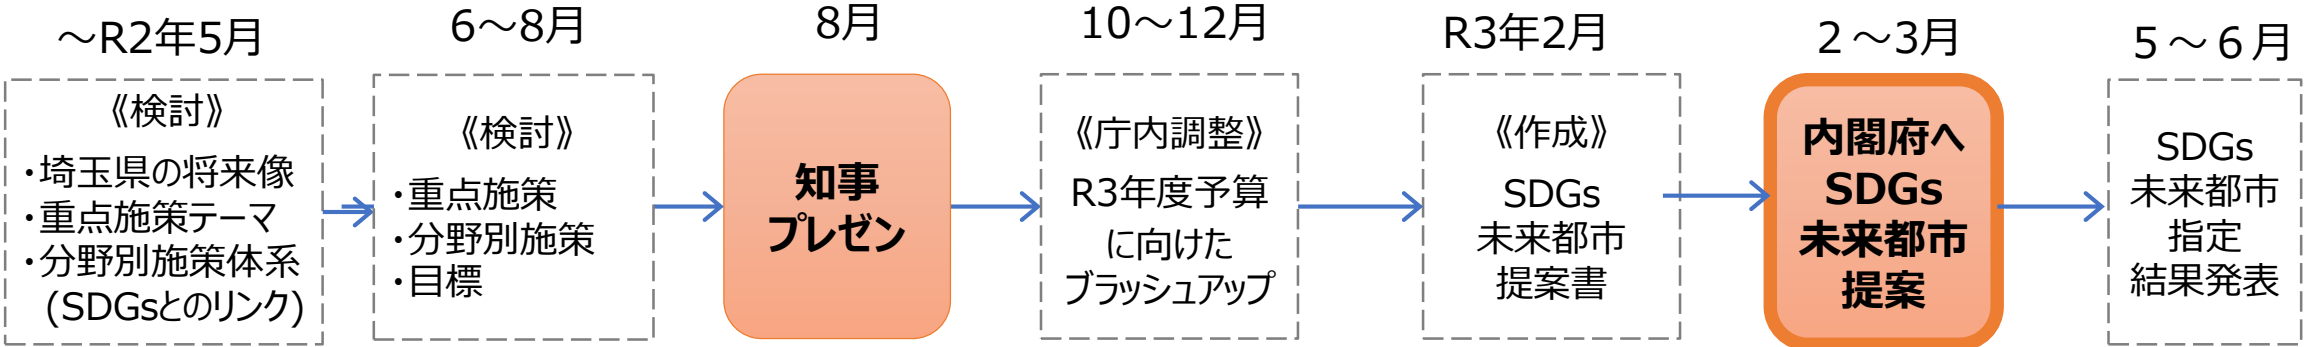 ～R2年5月
《検討》
・埼玉県の将来像
・重点施策テーマ
・分野別施策体系
(SDGsとのリンク)
6～8月
《検討》
・重点施策
・分野別施策
・目標
8月
知事
プレゼン
10～12月
《庁内調整》
R3年度予算
に向けた
ブラッシュアップ
R3年2月
《作成》
SDGs
未来都市
提案書
２～3月
内閣府へ
SDGs
未来都市
提案
５～６月
SDGs
未来都市
指定
結果発表